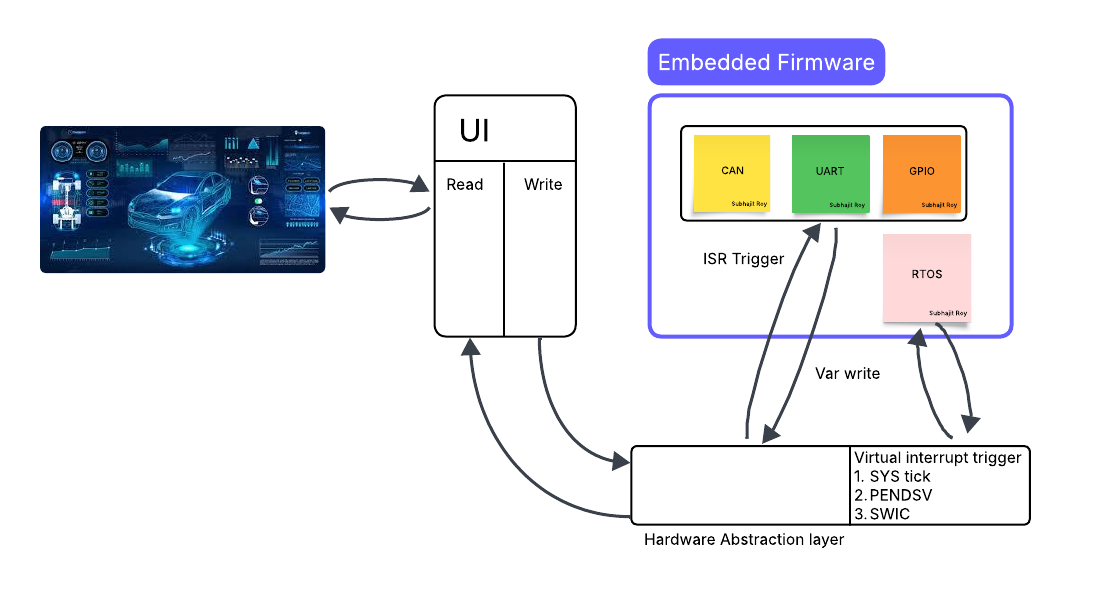 Embedded Firmware
UI
Read
Write
CAN
Subhajit Roy
UART
Subhajit Roy
GPIO
Subhajit Roy
ISR Trigger
RTOS
Subhajit Roy
Var write
Virtual interrupt trigger
1. SYS tick
2. PENDSV
3. SWIC
Hardware Abstraction layer